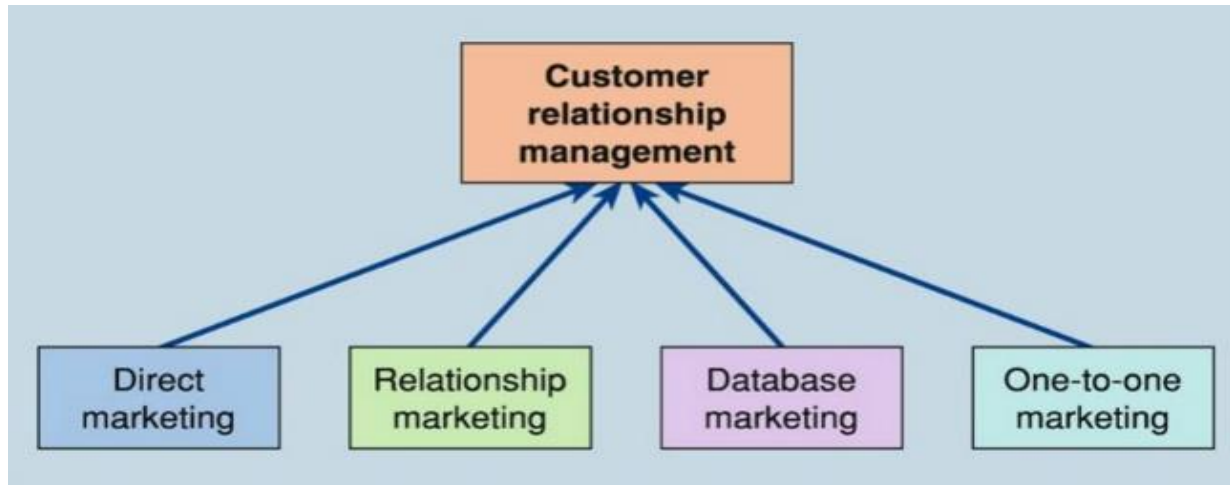 Customer
relationship
management
Direct
marketing
Relationship
marketing
Database
marketing
One-to-one
marketing